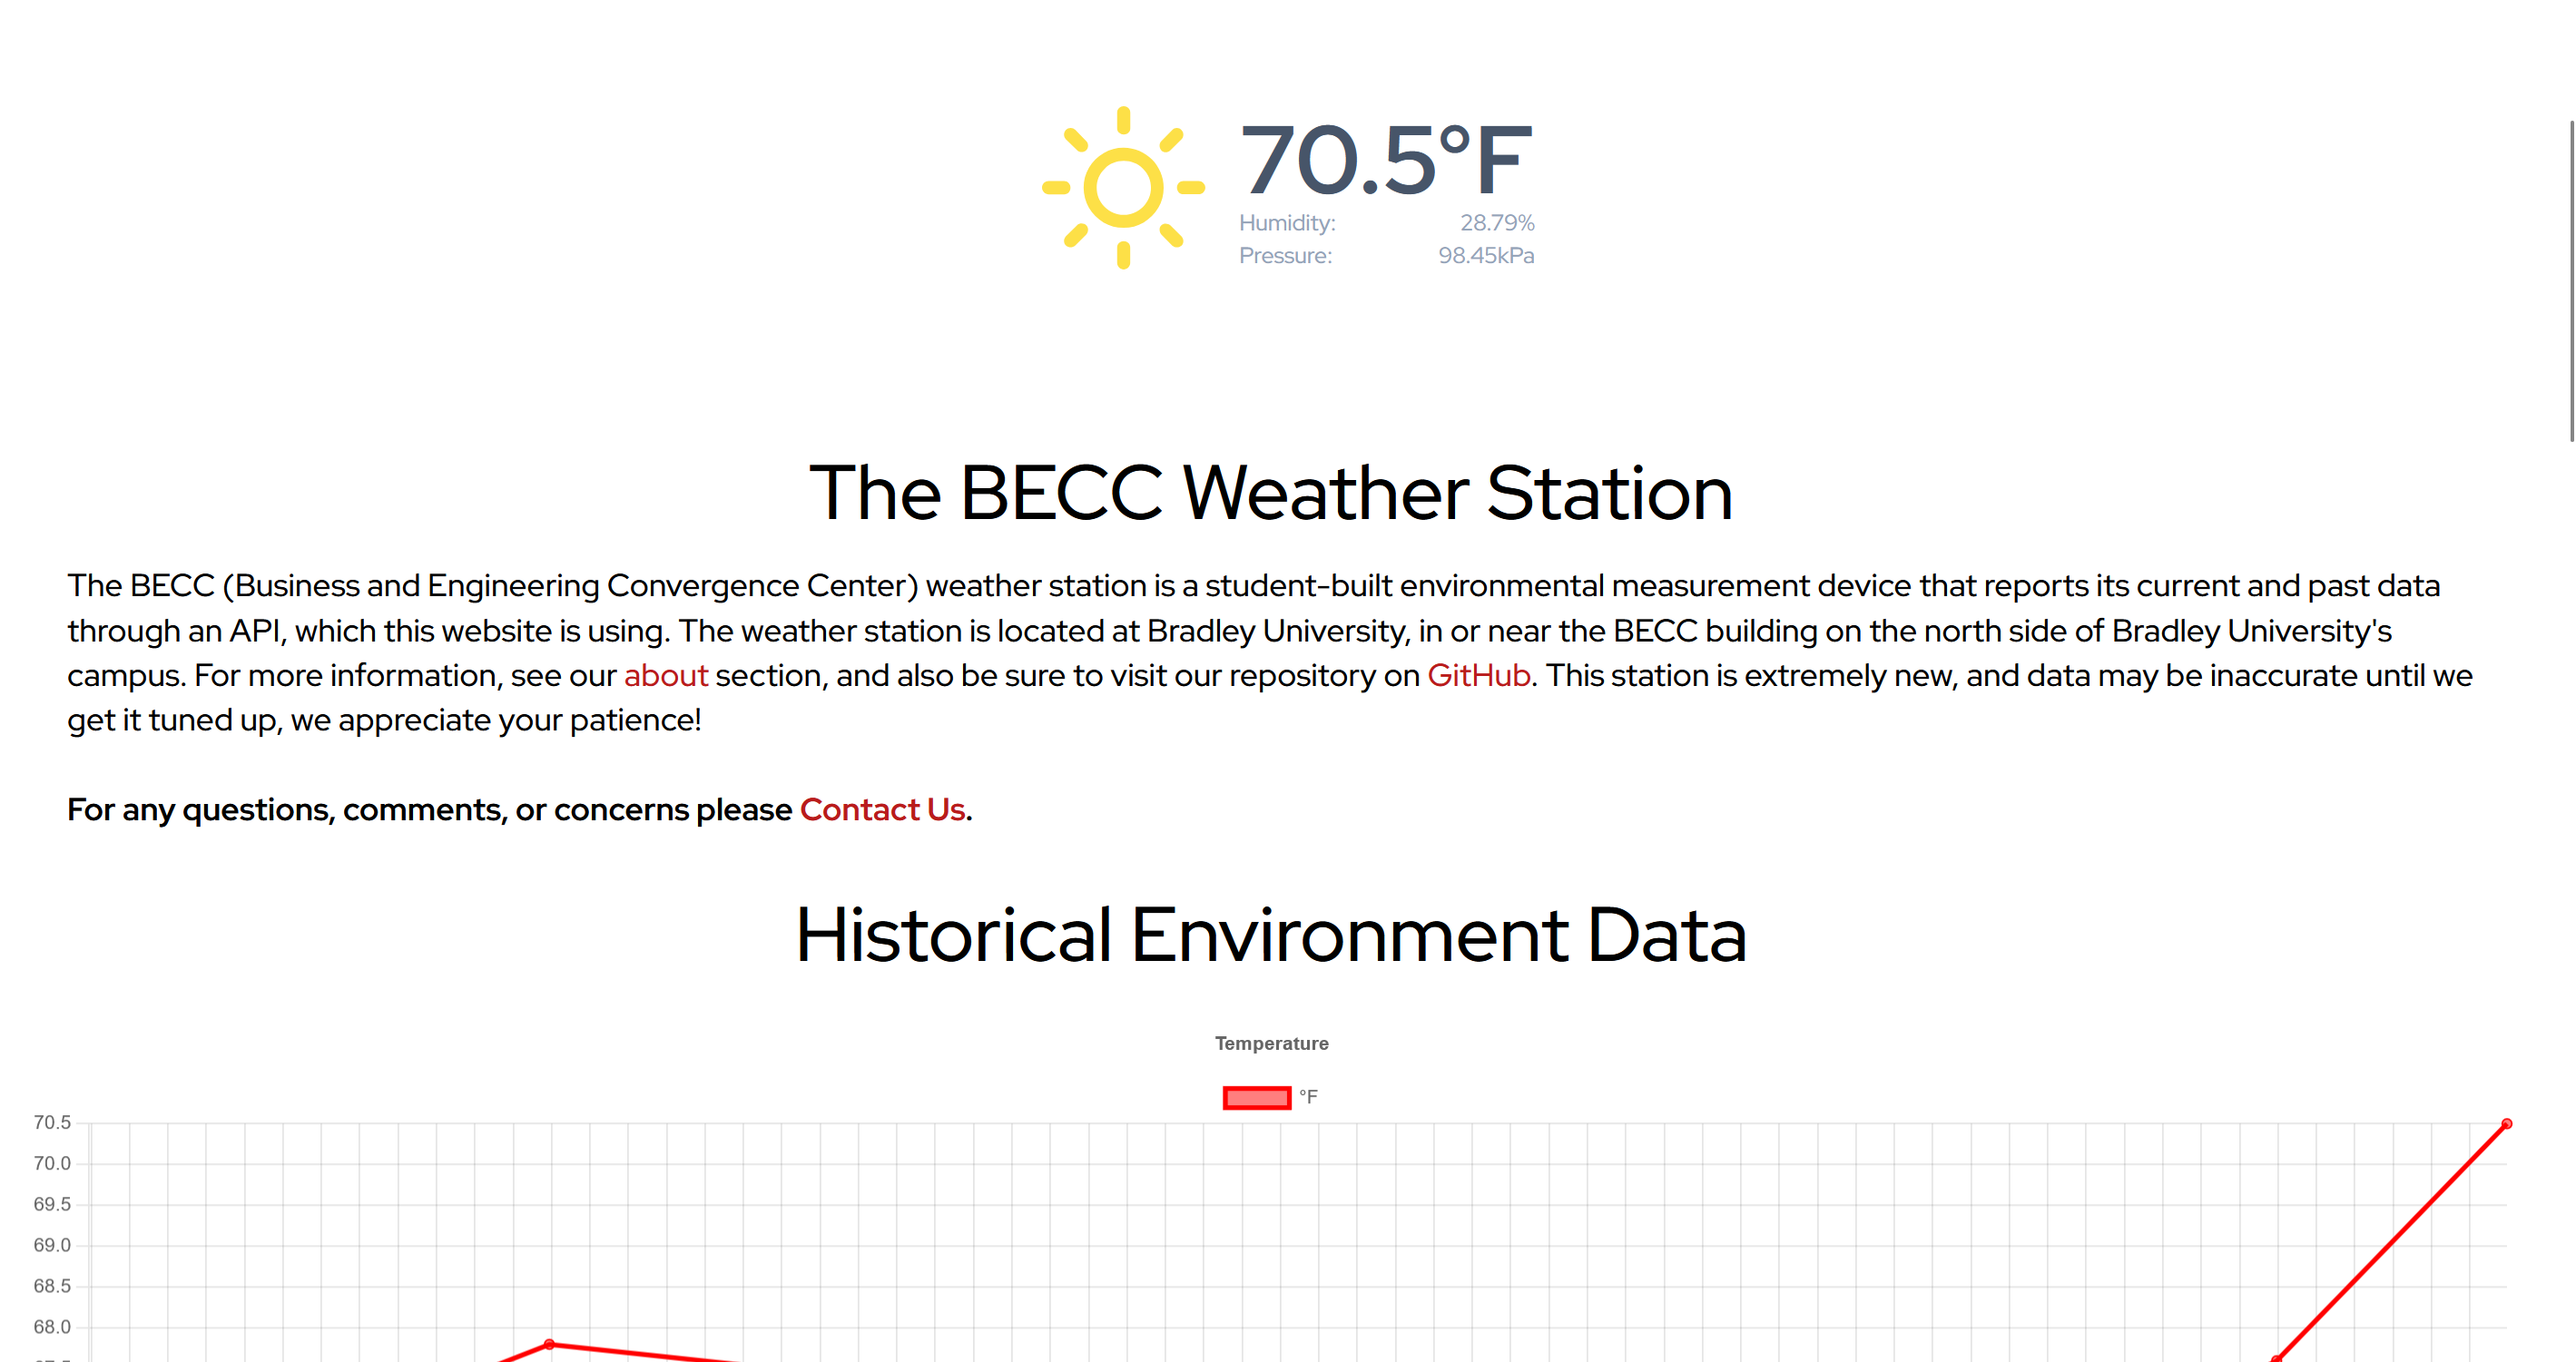 70.5°F
Humidity: 28.79%
Pressure: 98.45kPa
The BECC Weather Station
The BECC (Business and Engineering Convergence Center) weather station is a student-built environmental measurement device that reports its current and past data
through an API, which this website is using. The weather station is located at Bradley University, in or near the BECC building on the north side of Bradley University's
campus. For more information, see our about section, and also be sure to visit our repository on GitHub. This station is extremely new, and data may be inaccurate until we
get it tuned up, we appreciate your patience!
For any questions, comments, or concerns please Contact Us.
Historical Environment Data
Temperature
°F
70.5
70.0
69.5
69.0
68.5
68.0